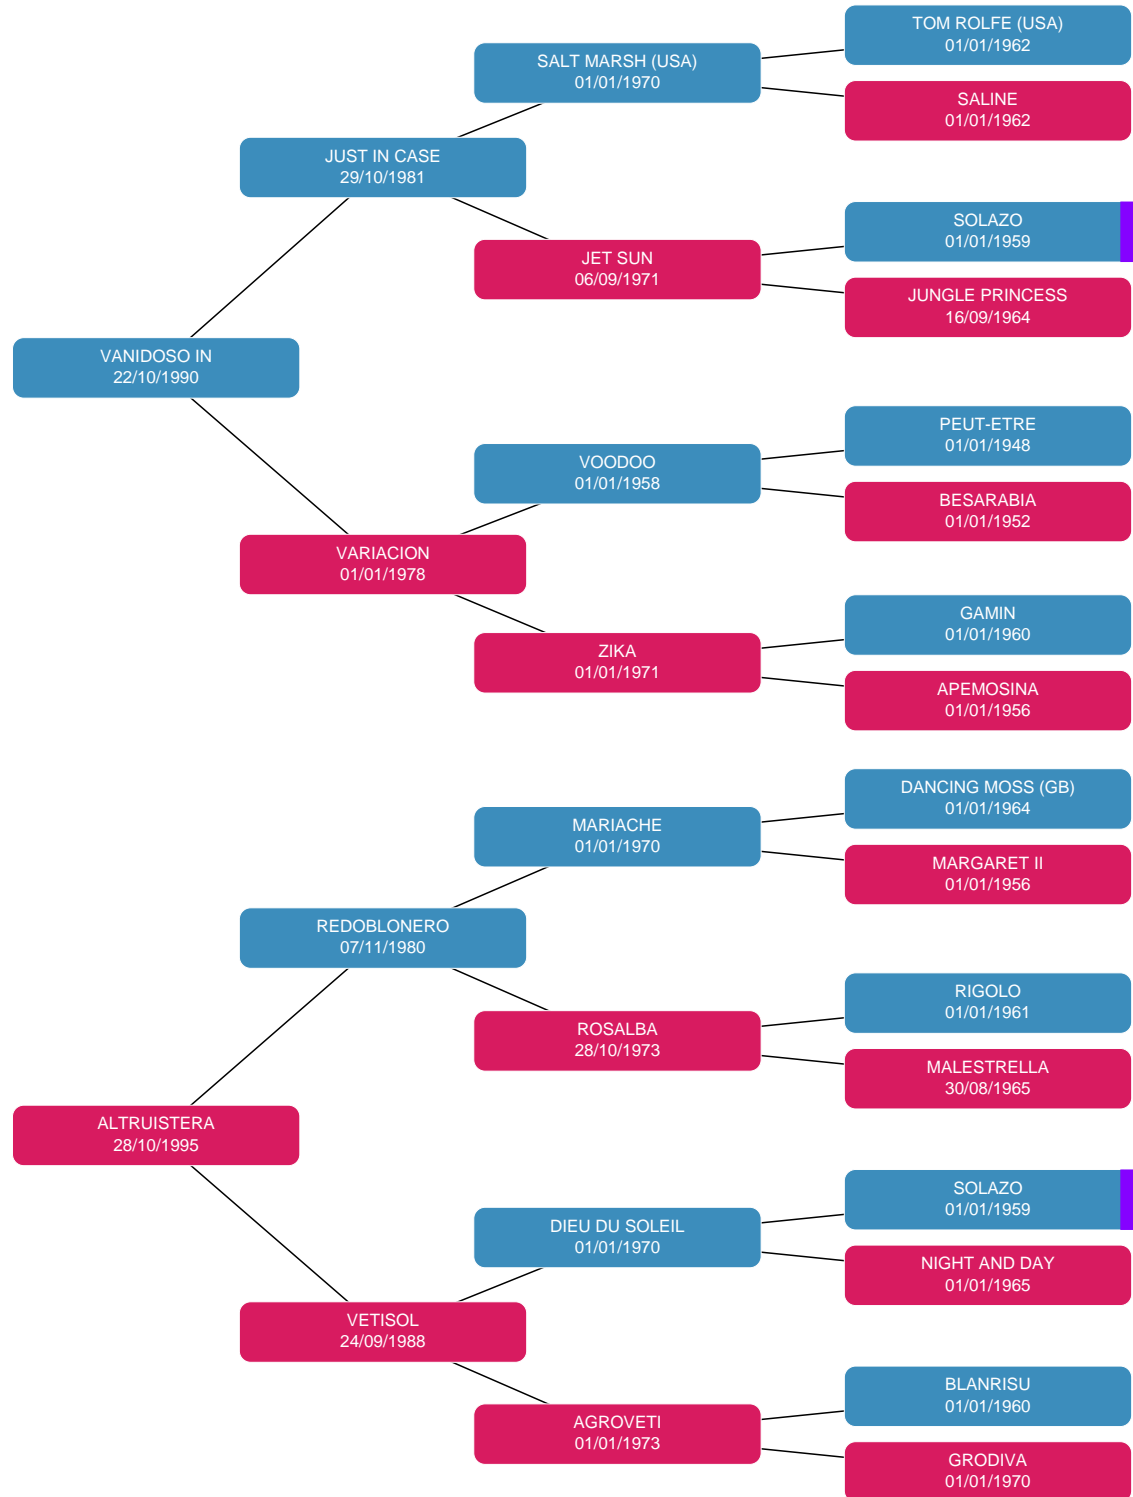 TOM ROLFE (USA)
01/01/1962
SALT MARSH (USA)
01/01/1970
SALINE
01/01/1962
JUST IN CASE
29/10/1981
SOLAZO
01/01/1959
JET SUN
06/09/1971
JUNGLE PRINCESS
16/09/1964
VANIDOSO IN
22/10/1990
PEUT-ETRE
01/01/1948
VOODOO
01/01/1958
BESARABIA
01/01/1952
VARIACION
01/01/1978
GAMIN
01/01/1960
ZIKA
01/01/1971
APEMOSINA
01/01/1956
DANCING MOSS (GB)
01/01/1964
MARIACHE
01/01/1970
MARGARET II
01/01/1956
REDOBLONERO
07/11/1980
RIGOLO
01/01/1961
ROSALBA
28/10/1973
MALESTRELLA
30/08/1965
ALTRUISTERA
28/10/1995
SOLAZO
01/01/1959
DIEU DU SOLEIL
01/01/1970
NIGHT AND DAY
01/01/1965
VETISOL
24/09/1988
BLANRISU
01/01/1960
AGROVETI
01/01/1973
GRODIVA
01/01/1970